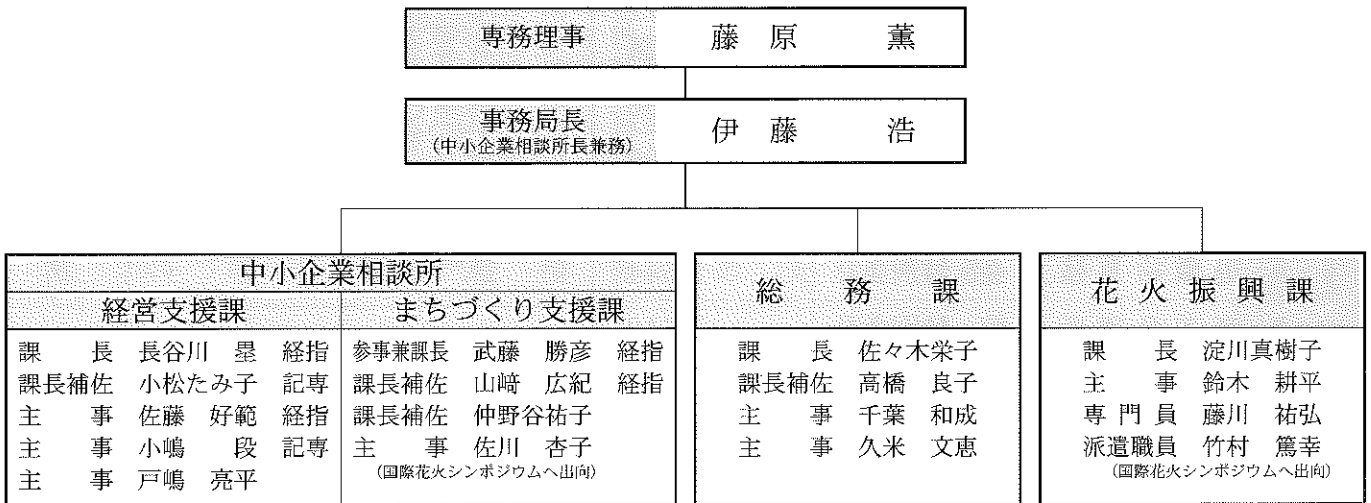 専務理事 藤原 薫
事務局長 伊藤 浩
(中小企業相談所長兼務)
中小企業相談所
経営支援課
課長 長谷川 塁 経指
課長補佐 小松たみ子 記専
主事 佐藤 好範 経指
主事 小嶋 段 記専
主事 戸嶋 亮平
まちづくり支援課
参事兼課長 武藤 勝彦 経指
課長補佐 山﨑 広紀 経指
課長補佐 仲野谷祐子
主事 佐川 杏子
(国際花火シンポジウムへ出向)
総務課
課長 佐々木栄子
課長補佐 高橋 良子
主事 千葉 和成
主事 久米 文恵
花火振興課
課長 淀川真樹子
主事 鈴木 耕平
専門員 藤川 祐弘
派遣職員 竹村 篤幸
(国際花火シンポジウムへ出向)